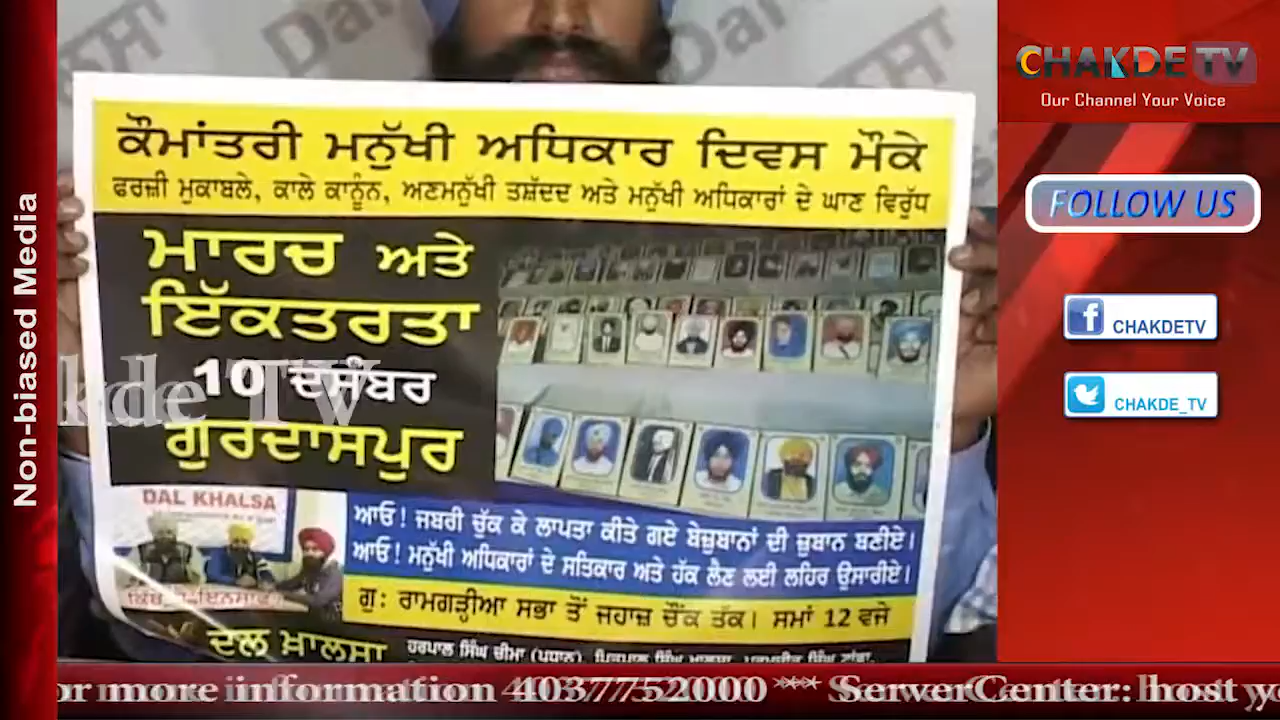 Non-biased Media
CHAKDE TV
Our Channel Your Voice
FOLLOW US
CHAKDETV
CHAKDE_TV
ਕੌਮਾਂਤਰੀ ਮਨੁੱਖੀ ਅਧਿਕਾਰ ਦਿਵਸ ਮੌਕੇ
ਫਰਜ਼ੀ ਮੁਕਾਬਲੇ, ਕਾਲੇ ਕਾਨੂੰਨ, ਅਣਮਨੁੱਖੀ ਤਸ਼ੱਦਦ ਅਤੇ ਮਨੁੱਖੀ ਅਧਿਕਾਰਾਂ ਦੇ ਘਾਣ ਵਿਰੁੱਧ
ਮਾਰਚ ਅਤੇ
ਇੱਕਤਰਤਾ
10 ਦਸੰਬਰ
ਗੁਰਦਾਸਪੁਰ
kde TV
DAL KHALSA
ਆਓ! ਜਬਰੀ ਚੁੱਕ ਕੇ ਲਾਪਤਾ ਕੀਤੇ ਗਏ ਬੇਜ਼ੁਬਾਨਾਂ ਦੀ ਜ਼ੁਬਾਨ ਬਣੀਏ।
ਆਓ! ਮਨੁੱਖੀ ਅਧਿਕਾਰਾਂ ਦੇ ਸਤਿਕਾਰ ਅਤੇ ਹੱਕ ਲੈਣ ਲਈ ਲਹਿਰ ਉਸਾਰੀਏ।
ਗੁ: ਰਾਮਗੜ੍ਹੀਆ ਸਭਾ ਤੋਂ ਜਹਾਜ਼ ਚੌਂਕ ਤੱਕ। ਸਮਾਂ 12 ਵਜੇ
ਦਲ ਖ਼ਾਲਸਾ
ਹਰਪਾਲ ਸਿੰਘ ਚੀਮਾ (ਪ੍ਰਧਾਨ),
or more information 4037752000 *** ServerCenter: host yo